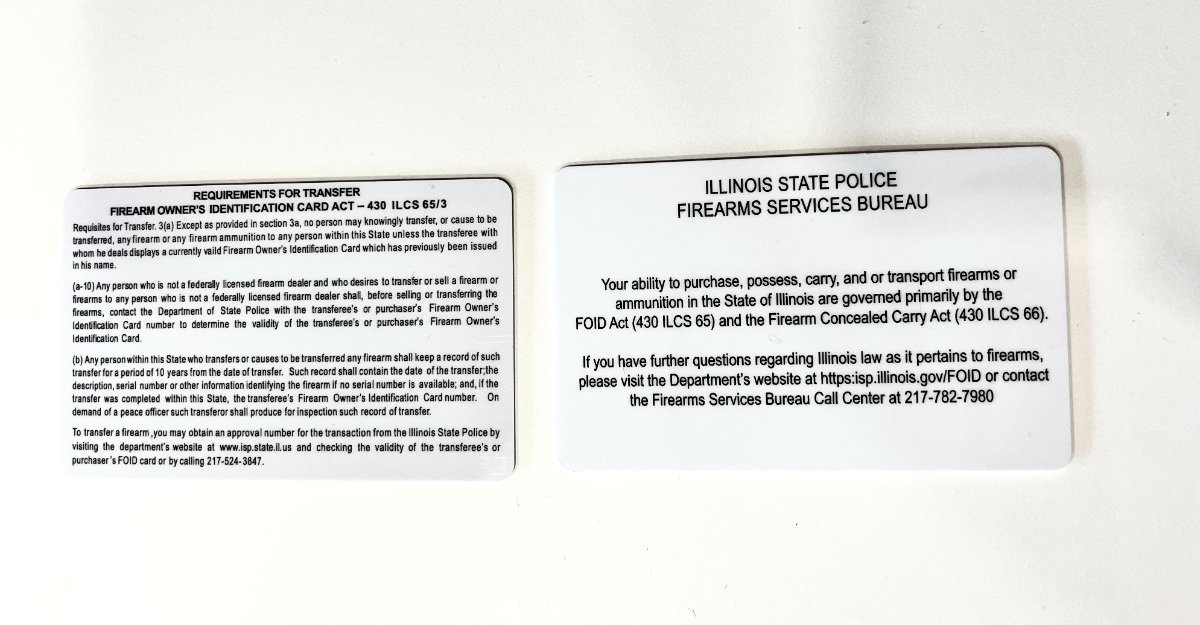 REQUIREMENTS FOR TRANSFER
FIREARM OWNER'S IDENTIFICATION CARD ACT – 430 ILCS 65/3
Requisites for Transfer. 3(a) Except as provided in section 3a, no person may knowingly transfer, or cause to be
transferred, any firearm or any firearm ammunition to any person within this State unless the transferee with
whom he deals displays a currently valid Firearm Owner's Identification Card which has previously been issued
in his name.
(a-10) Any person who is not a federally licensed firearm dealer and who desires to transfer or sell a firearm or
firearms to any person who is not a federally licensed firearm dealer shall, before selling or transferring the
firearms, contact the Department of State Police with the transferee's or purchaser's Firearm Owner's
Identification Card number to determine the validity of the transferee's or purchaser's Firearm Owner's
Identification Card.
(b) Any person within this State who transfers or causes to be transferred any firearm shall keep a record of such
transfer for a period of 10 years from the date of transfer. Such record shall contain the date of the transfer;the
description, serial number or other information identifying the firearm if no serial number is available; and, if the
transfer was completed within this State, the transferee's Firearm Owner's Identification Card number. On
demand of a peace officer such transferor shall produce for inspection such record of transfer.
To transfer a firearm ,you may obtain an approval number for the transaction from the Illinois State Police by
visiting the department's website at www.isp.state.il.us and checking the validity of the transferee's or
purchaser's FOID card or by calling 217-524-3847.
ILLINOIS STATE POLICE
FIREARMS SERVICES BUREAU
Your ability to purchase, possess, carry, and or transport firearms or
ammunition in the State of Illinois are governed primarily by the
FOID Act (430 ILCS 65) and the Firearm Concealed Carry Act (430 ILCS 66).
If you have further questions regarding Illinois law as it pertains to firearms,
please visit the Department's website at https:isp.illinois.gov/FOID or contact
the Firearms Services Bureau Call Center at 217-782-7980